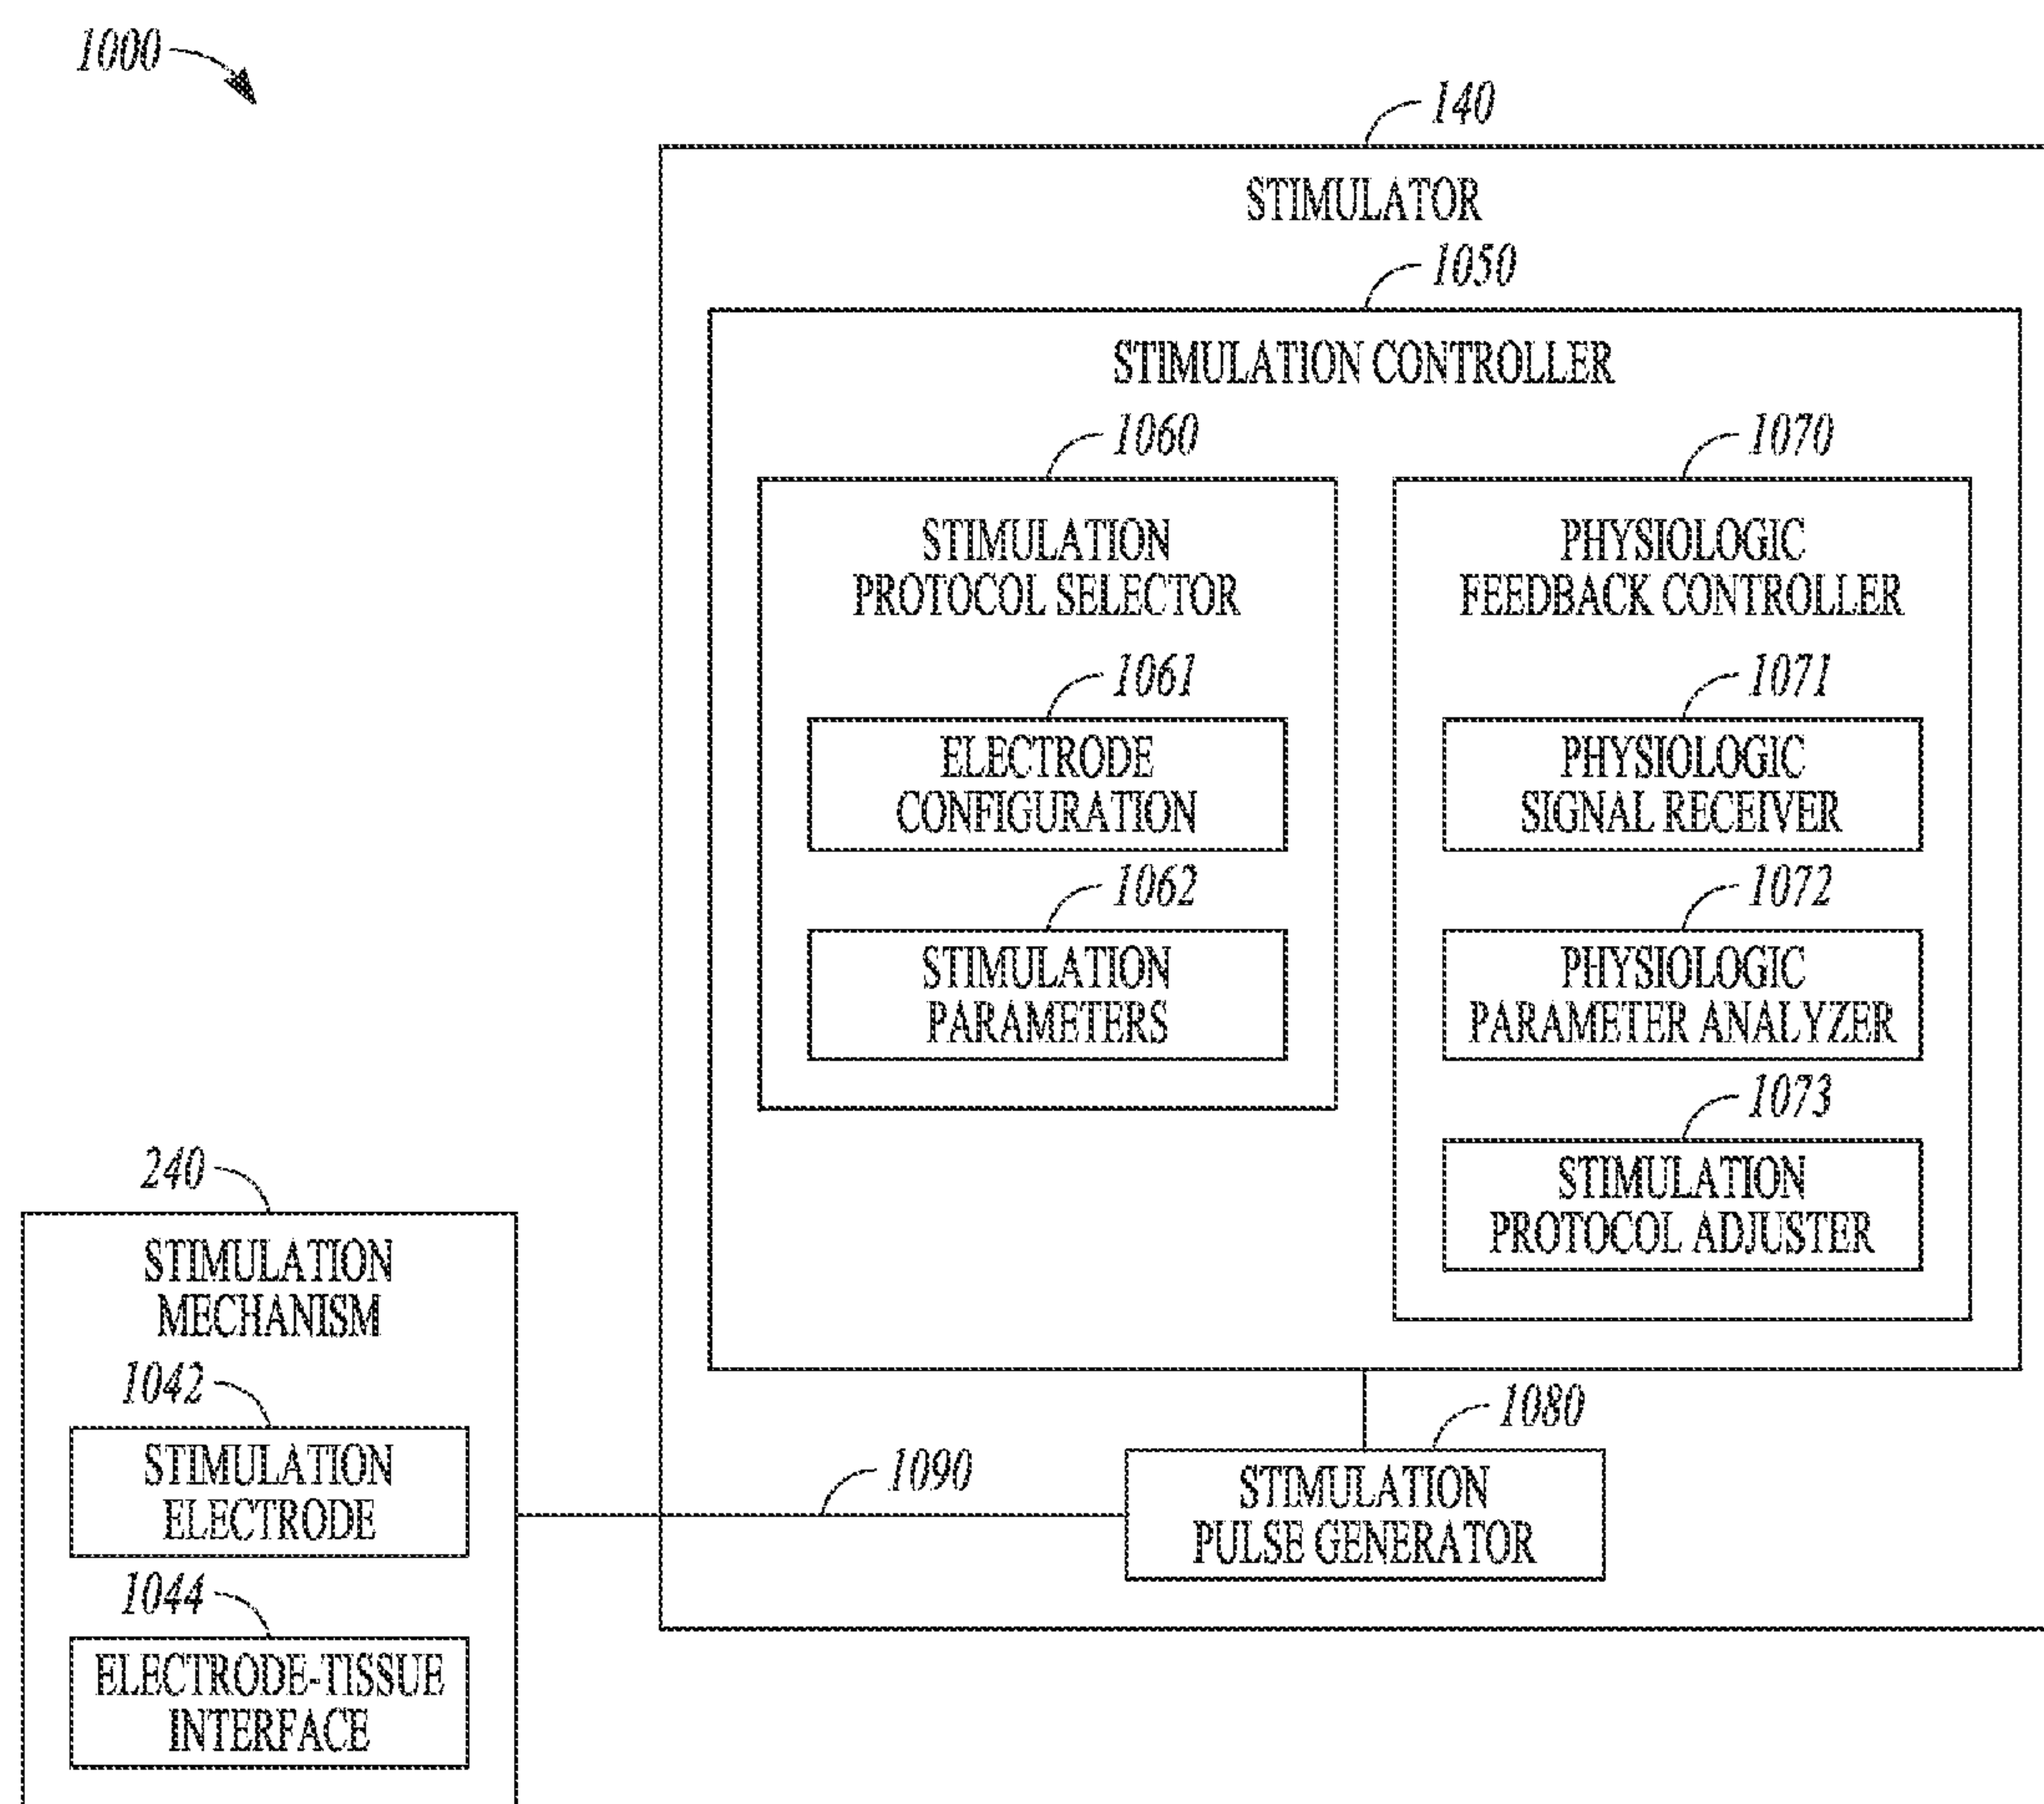 1000
140
STIMULATOR
1050
STIMULATION CONTROLLER
1060
STIMULATION
PROTOCOL SELECTOR
1061
ELECTRODE
CONFIGURATION
1062
STIMULATION
PARAMETERS
1070
PHYSIOLOGIC
FEEDBACK CONTROLLER
1071
PHYSIOLOGIC
SIGNAL RECEIVER
1072
PHYSIOLOGIC
PARAMETER ANALYZER
1073
STIMULATION
PROTOCOL ADJUSTER
240
STIMULATION
MECHANISM
1042
STIMULATION
ELECTRODE
1044
ELECTRODE-TISSUE
INTERFACE
1090
1080
STIMULATION
PULSE GENERATOR